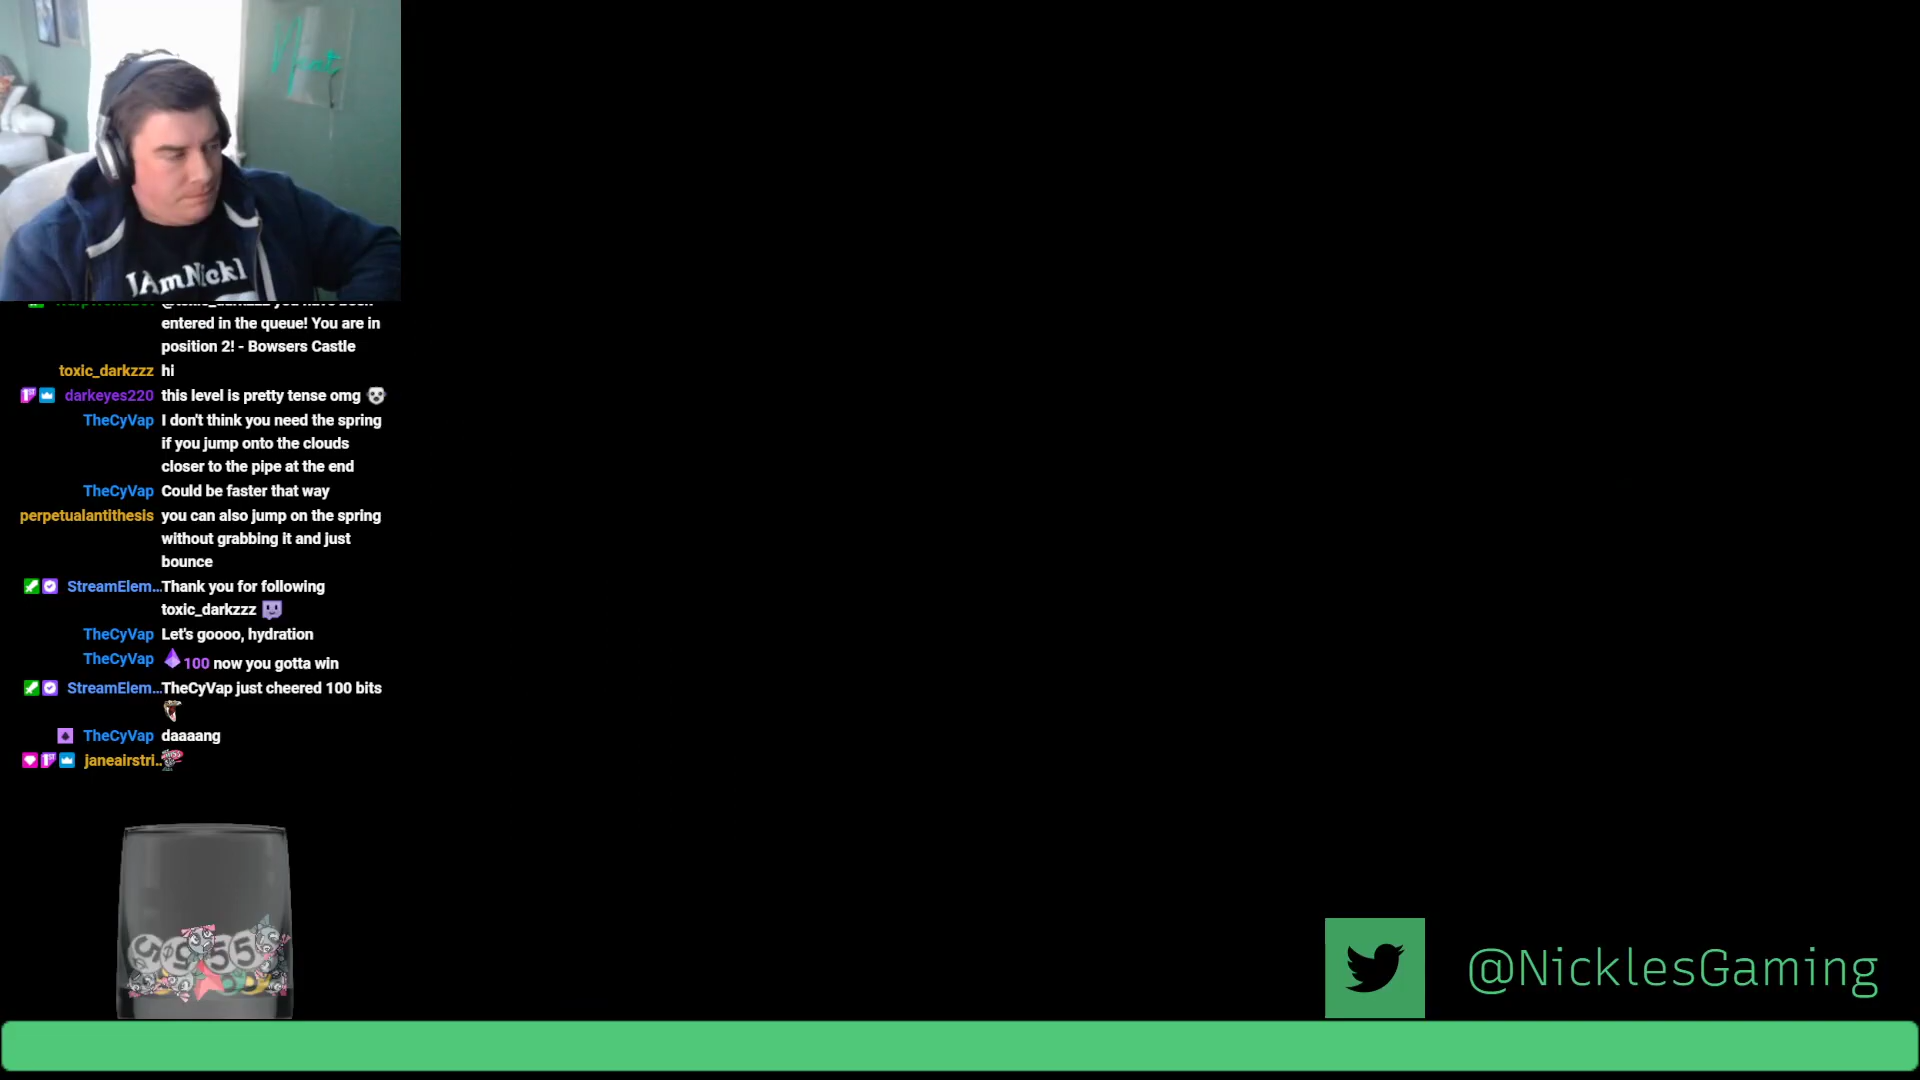 Neat
IAmNickl
entered in the queue! You are in
position 2! - Bowsers Castle
toxic_darkzzz hi
darkeyes220 this level is pretty tense omg
TheCyVap I don't think you need the spring
if you jump onto the clouds
closer to the pipe at the end
TheCyVap Could be faster that way
perpetualantithesis you can also jump on the spring
without grabbing it and just
bounce
StreamElem... Thank you for following
toxic_darkzzz
TheCyVap Let's goooo, hydration
TheCyVap 100 now you gotta win
StreamElem... TheCyVap just cheered 100 bits
TheCyVap daaaang
janeairstri..
5 5
@NicklesGaming